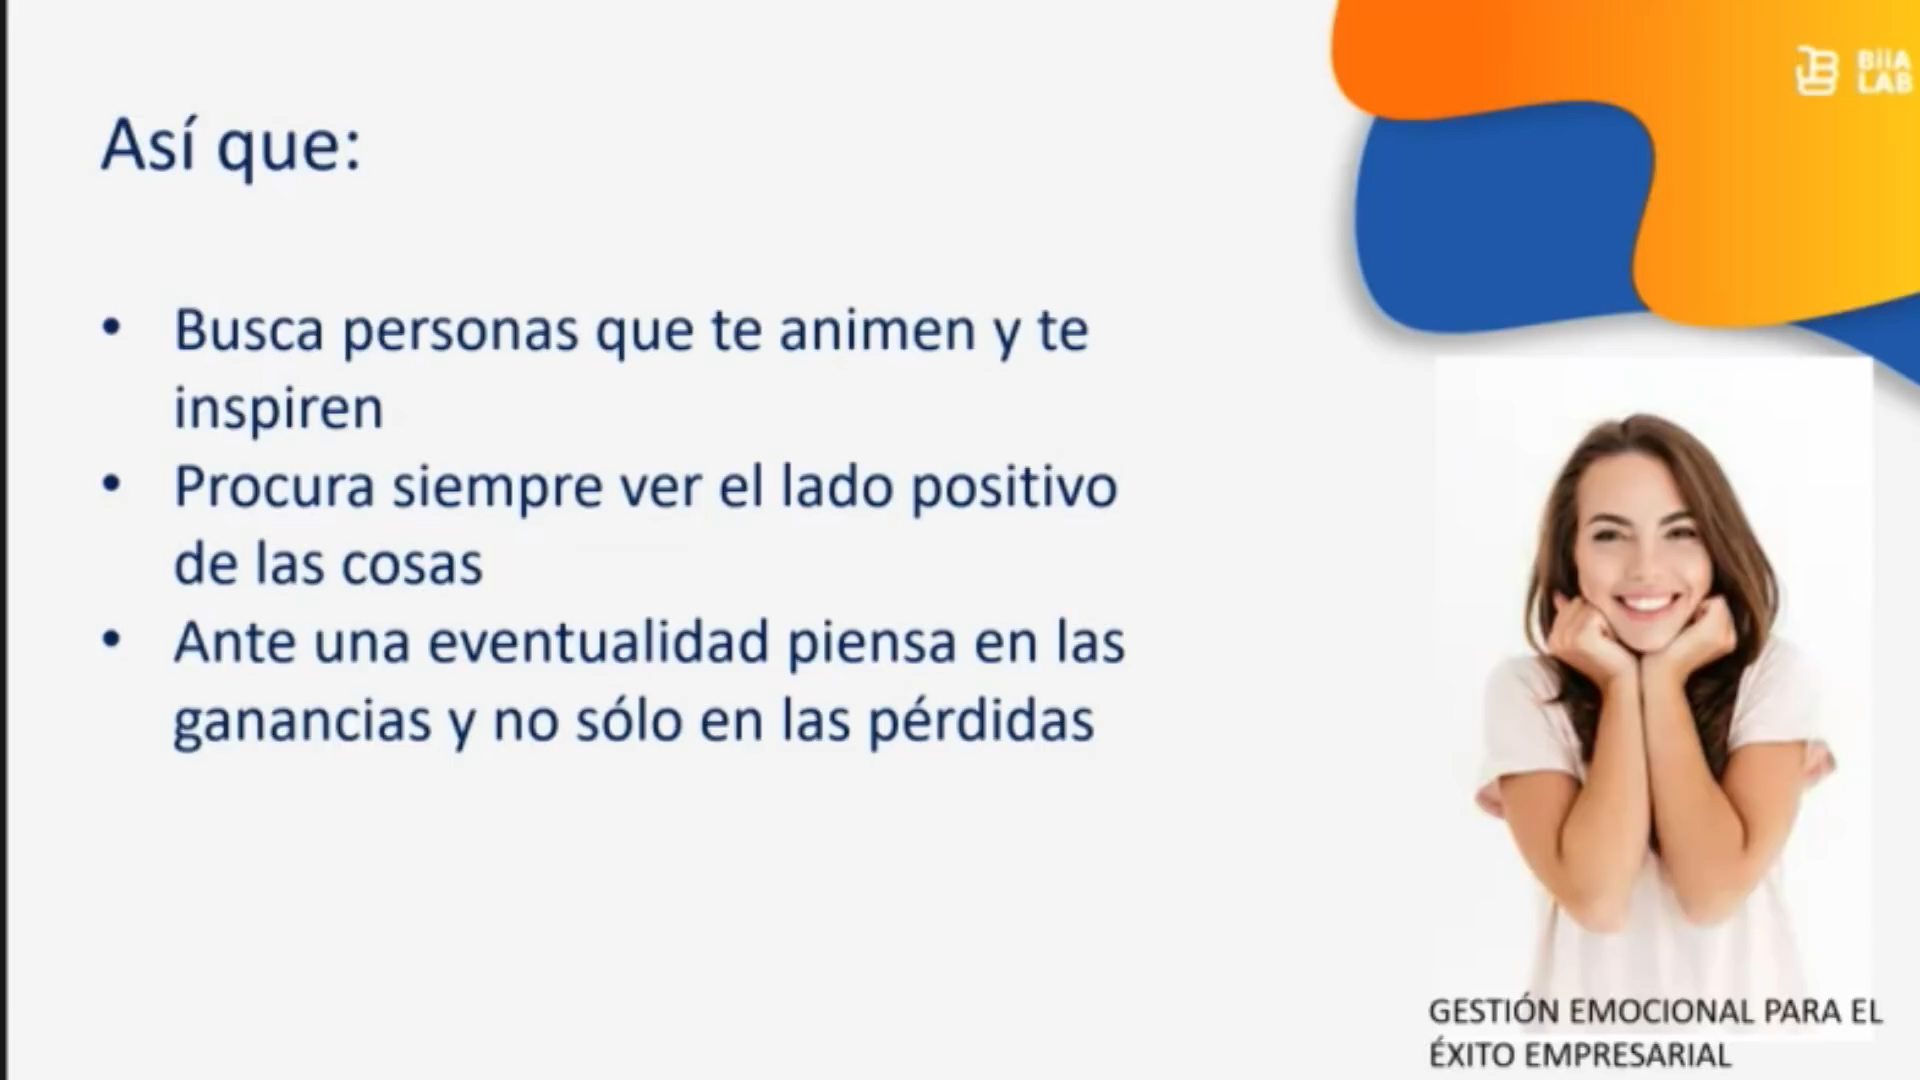 BiiA
LAB
Así que:
• Busca personas que te animen y te
inspiren
• Procura siempre ver el lado positivo
de las cosas
• Ante una eventualidad piensa en las
ganancias y no sólo en las pérdidas
GESTIÓN EMOCIONAL PARA EL
ÉXITO EMPRESARIAL